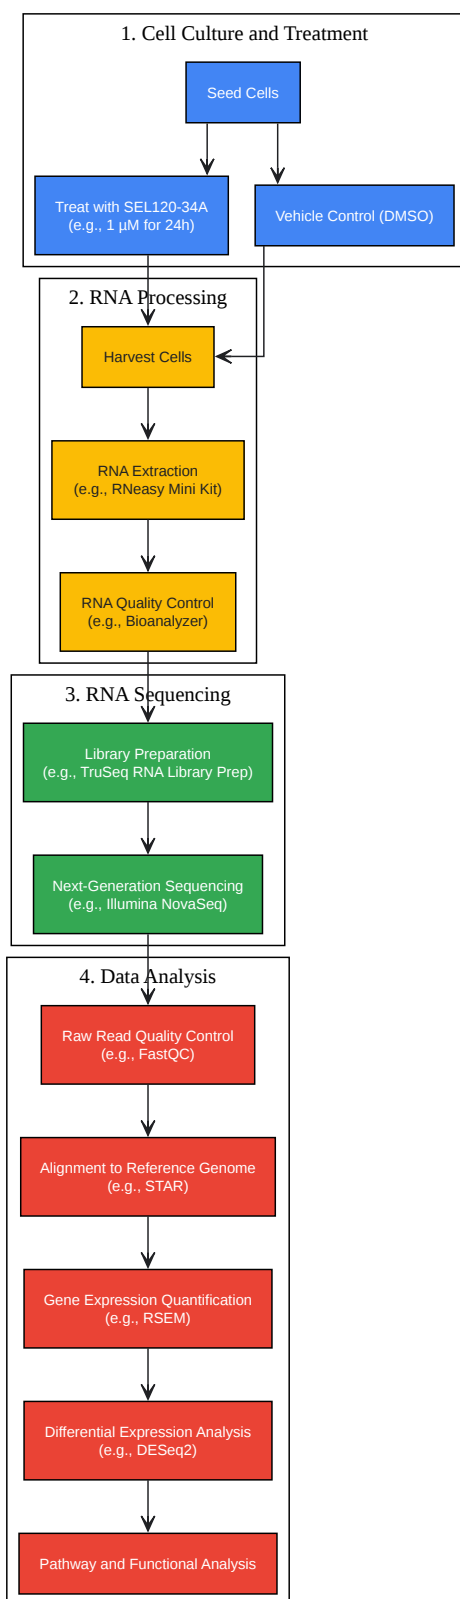 1. Cell Culture and Treatment
Seed Cells
Treat with SEL120-34A
(e.g., 1 µM for 24h)
Vehicle Control (DMSO)
2. RNA Processing
Harvest Cells
RNA Extraction
(e.g., RNeasy Mini Kit)
RNA Quality Control
(e.g., Bioanalyzer)
3. RNA Sequencing
Library Preparation
(e.g., TruSeq RNA Library Prep)
Next-Generation Sequencing
(e.g., Illumina NovaSeq)
4. Data Analysis
Raw Read Quality Control
(e.g., FastQC)
Alignment to Reference Genome
(e.g., STAR)
Gene Expression Quantification
(e.g., RSEM)
Differential Expression Analysis
(e.g., DESeq2)
Pathway and Functional Analysis